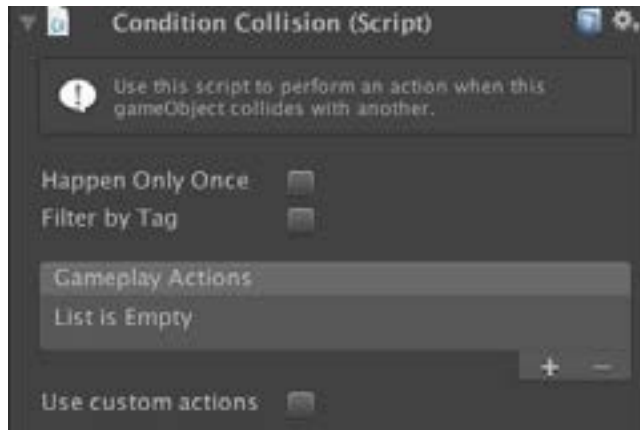 Condition Collision (Script)
Use this script to perform an action when this
gameObject collides with another.
Happen Only Once
Filter by Tag
Gameplay Actions
List is Empty
+ −
Use custom actions